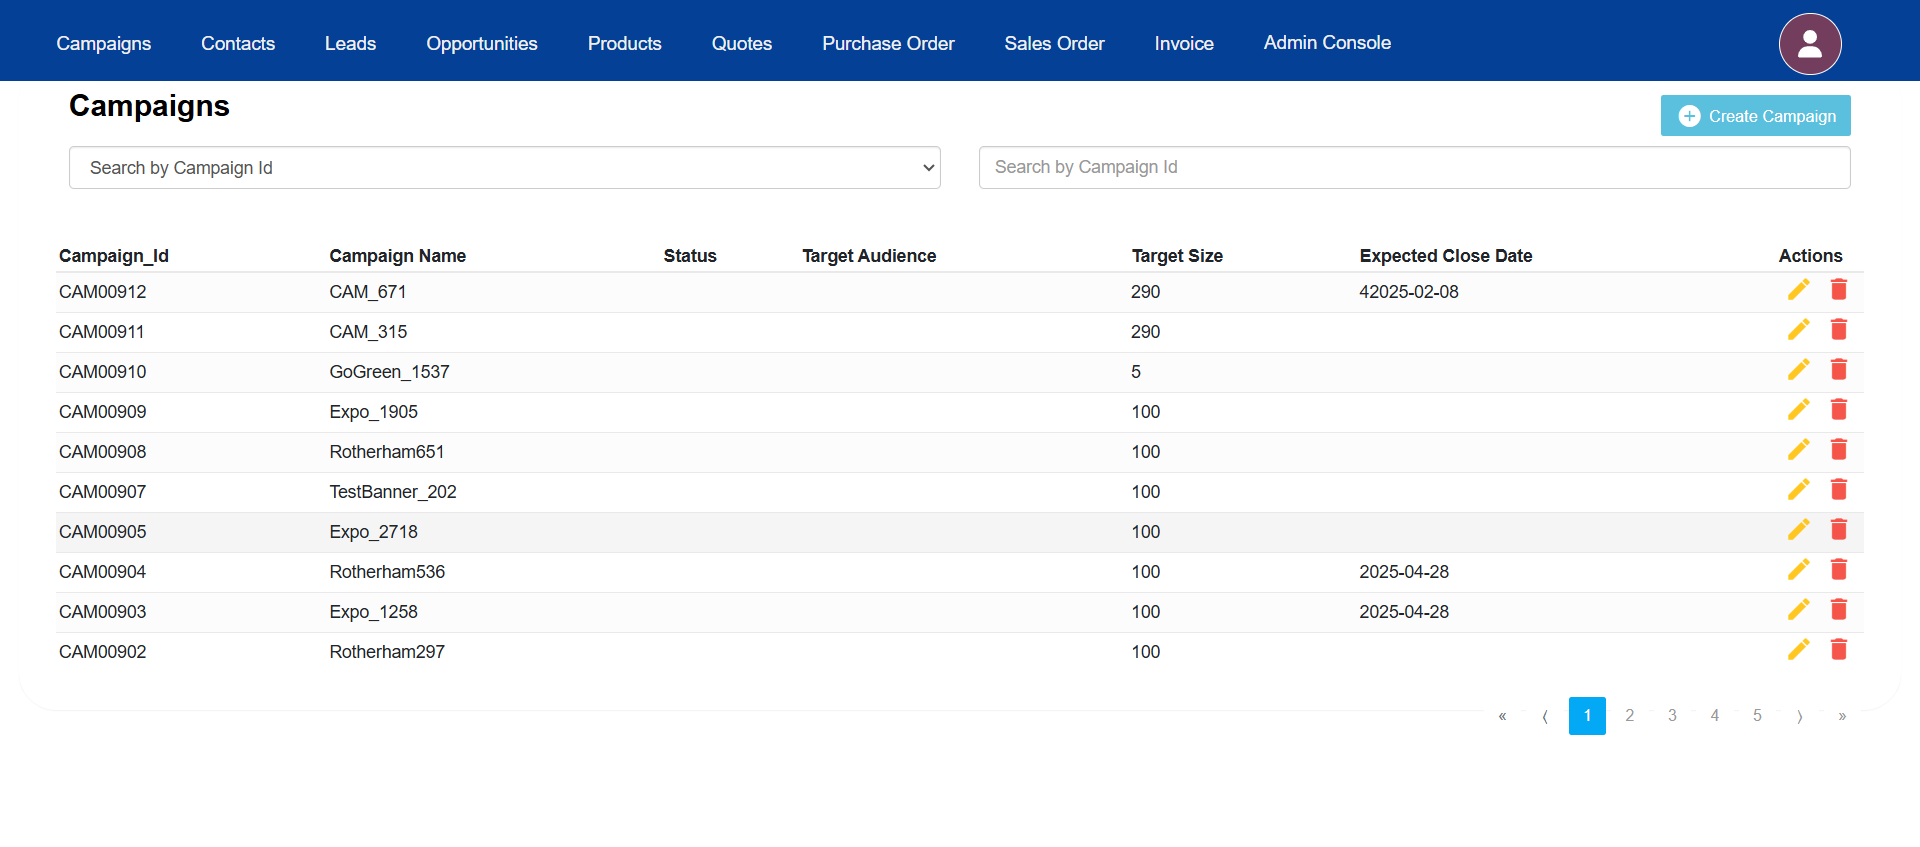 Campaigns Contacts Leads Opportunities Products Quotes Purchase Order Sales Order Invoice Admin Console
Campaigns
Create Campaign
Search by Campaign Id Search by Campaign Id
Campaign_Id Campaign Name Status Target Audience Target Size Expected Close Date Actions
CAM00912 CAM_671 290 42025-02-08
CAM00911 CAM_315 290
CAM00910 GoGreen_1537 5
CAM00909 Expo_1905 100
CAM00908 Rotherham651 100
CAM00907 TestBanner_202 100
CAM00905 Expo_2718 100
CAM00904 Rotherham536 100 2025-04-28
CAM00903 Expo_1258 100 2025-04-28
CAM00902 Rotherham297 100
« ⟨ 1 2 3 4 5 ⟩ »